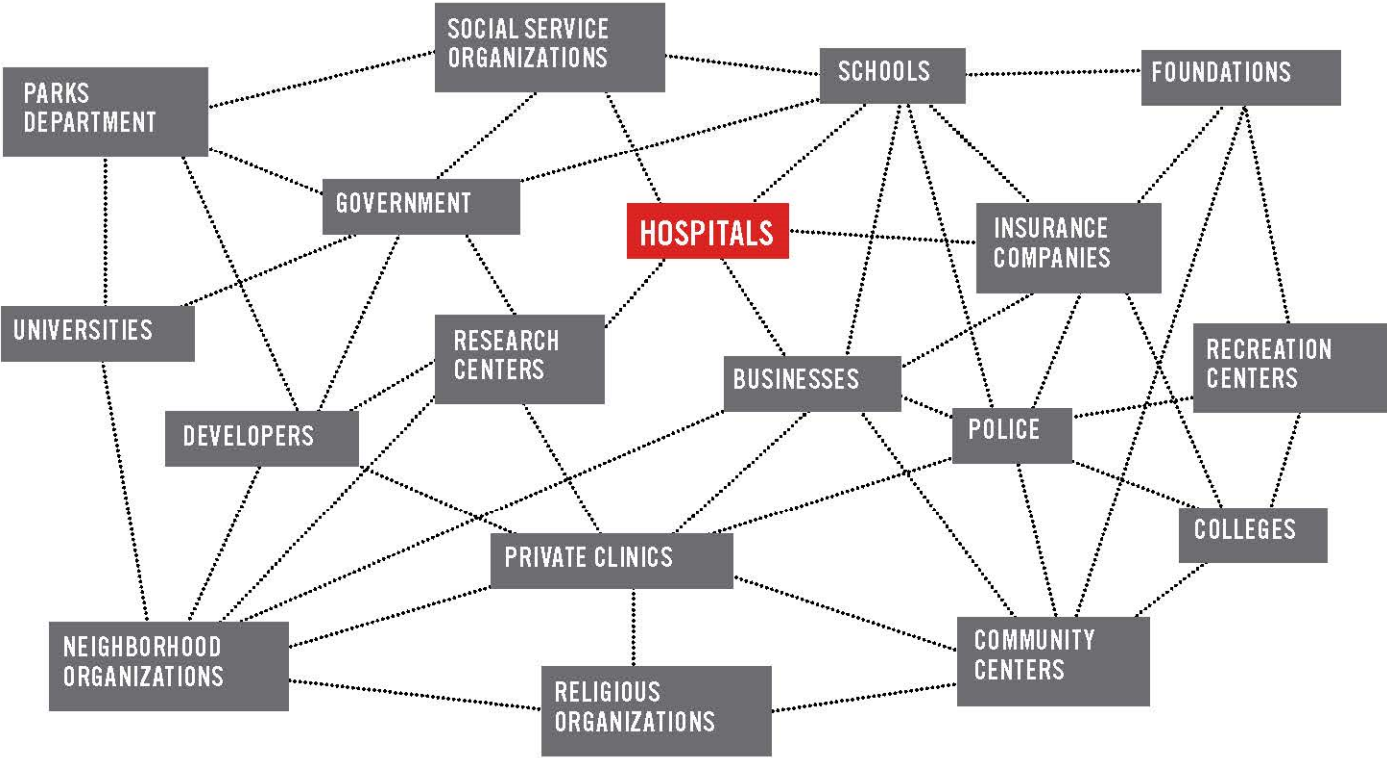 SOCIAL SERVICE
ORGANIZATIONS
SCHOOLS
FOUNDATIONS
PARKS
DEPARTMENT
GOVERNMENT
HOSPITALS
INSURANCE
COMPANIES
UNIVERSITIES
RESEARCH
CENTERS
BUSINESSES
RECREATION
CENTERS
DEVELOPERS
POLICE
COLLEGES
PRIVATE CLINICS
NEIGHBORHOOD
ORGANIZATIONS
COMMUNITY
CENTERS
RELIGIOUS
ORGANIZATIONS